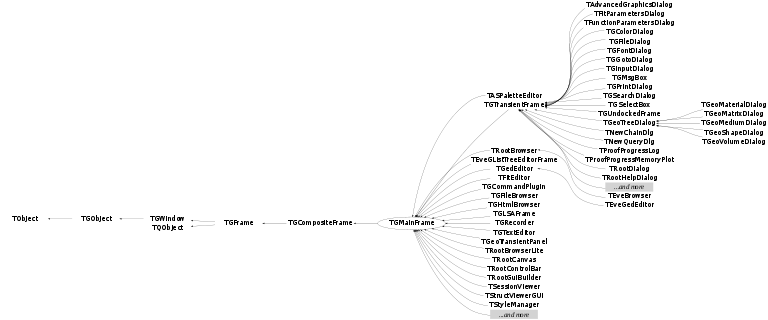 TAdvancedGraphicsDialog
TFitParametersDialog
TFunctionParametersDialog
TGColorDialog
TGFileDialog
TGFontDialog
TGGotoDialog
TGInputDialog
TGMsgBox
TGPrintDialog
TGSearchDialog
TGSelectBox
TGUndockedFrame
TGeoTreeDialog
TNewChainDlg
TNewQueryDlg
TProofProgressLog
TProofProgressMemoryPlot
TRootDialog
TRootHelpDialog
...and more
TEveBrowser
TEveGedEditor
TGeoMaterialDialog
TGeoMatrixDialog
TGeoMediumDialog
TGeoShapeDialog
TGeoVolumeDialog
TASPaletteEditor
TGTransientFrame
TRootBrowser
TEveGListTreeEditorFrame
TGedEditor
TFitEditor
TGCommandPlugin
TGFileBrowser
TGHtmlBrowser
TGLSAFrame
TGRecorder
TGTextEditor
TGeoTransientPanel
TRootBrowserLite
TRootCanvas
TRootControlBar
TRootGuiBuilder
TSessionViewer
TStructViewerGUI
TStyleManager
...and more
TObject
TGObject
TGWindow
TQObject
TGFrame
TGCompositeFrame
TGMainFrame